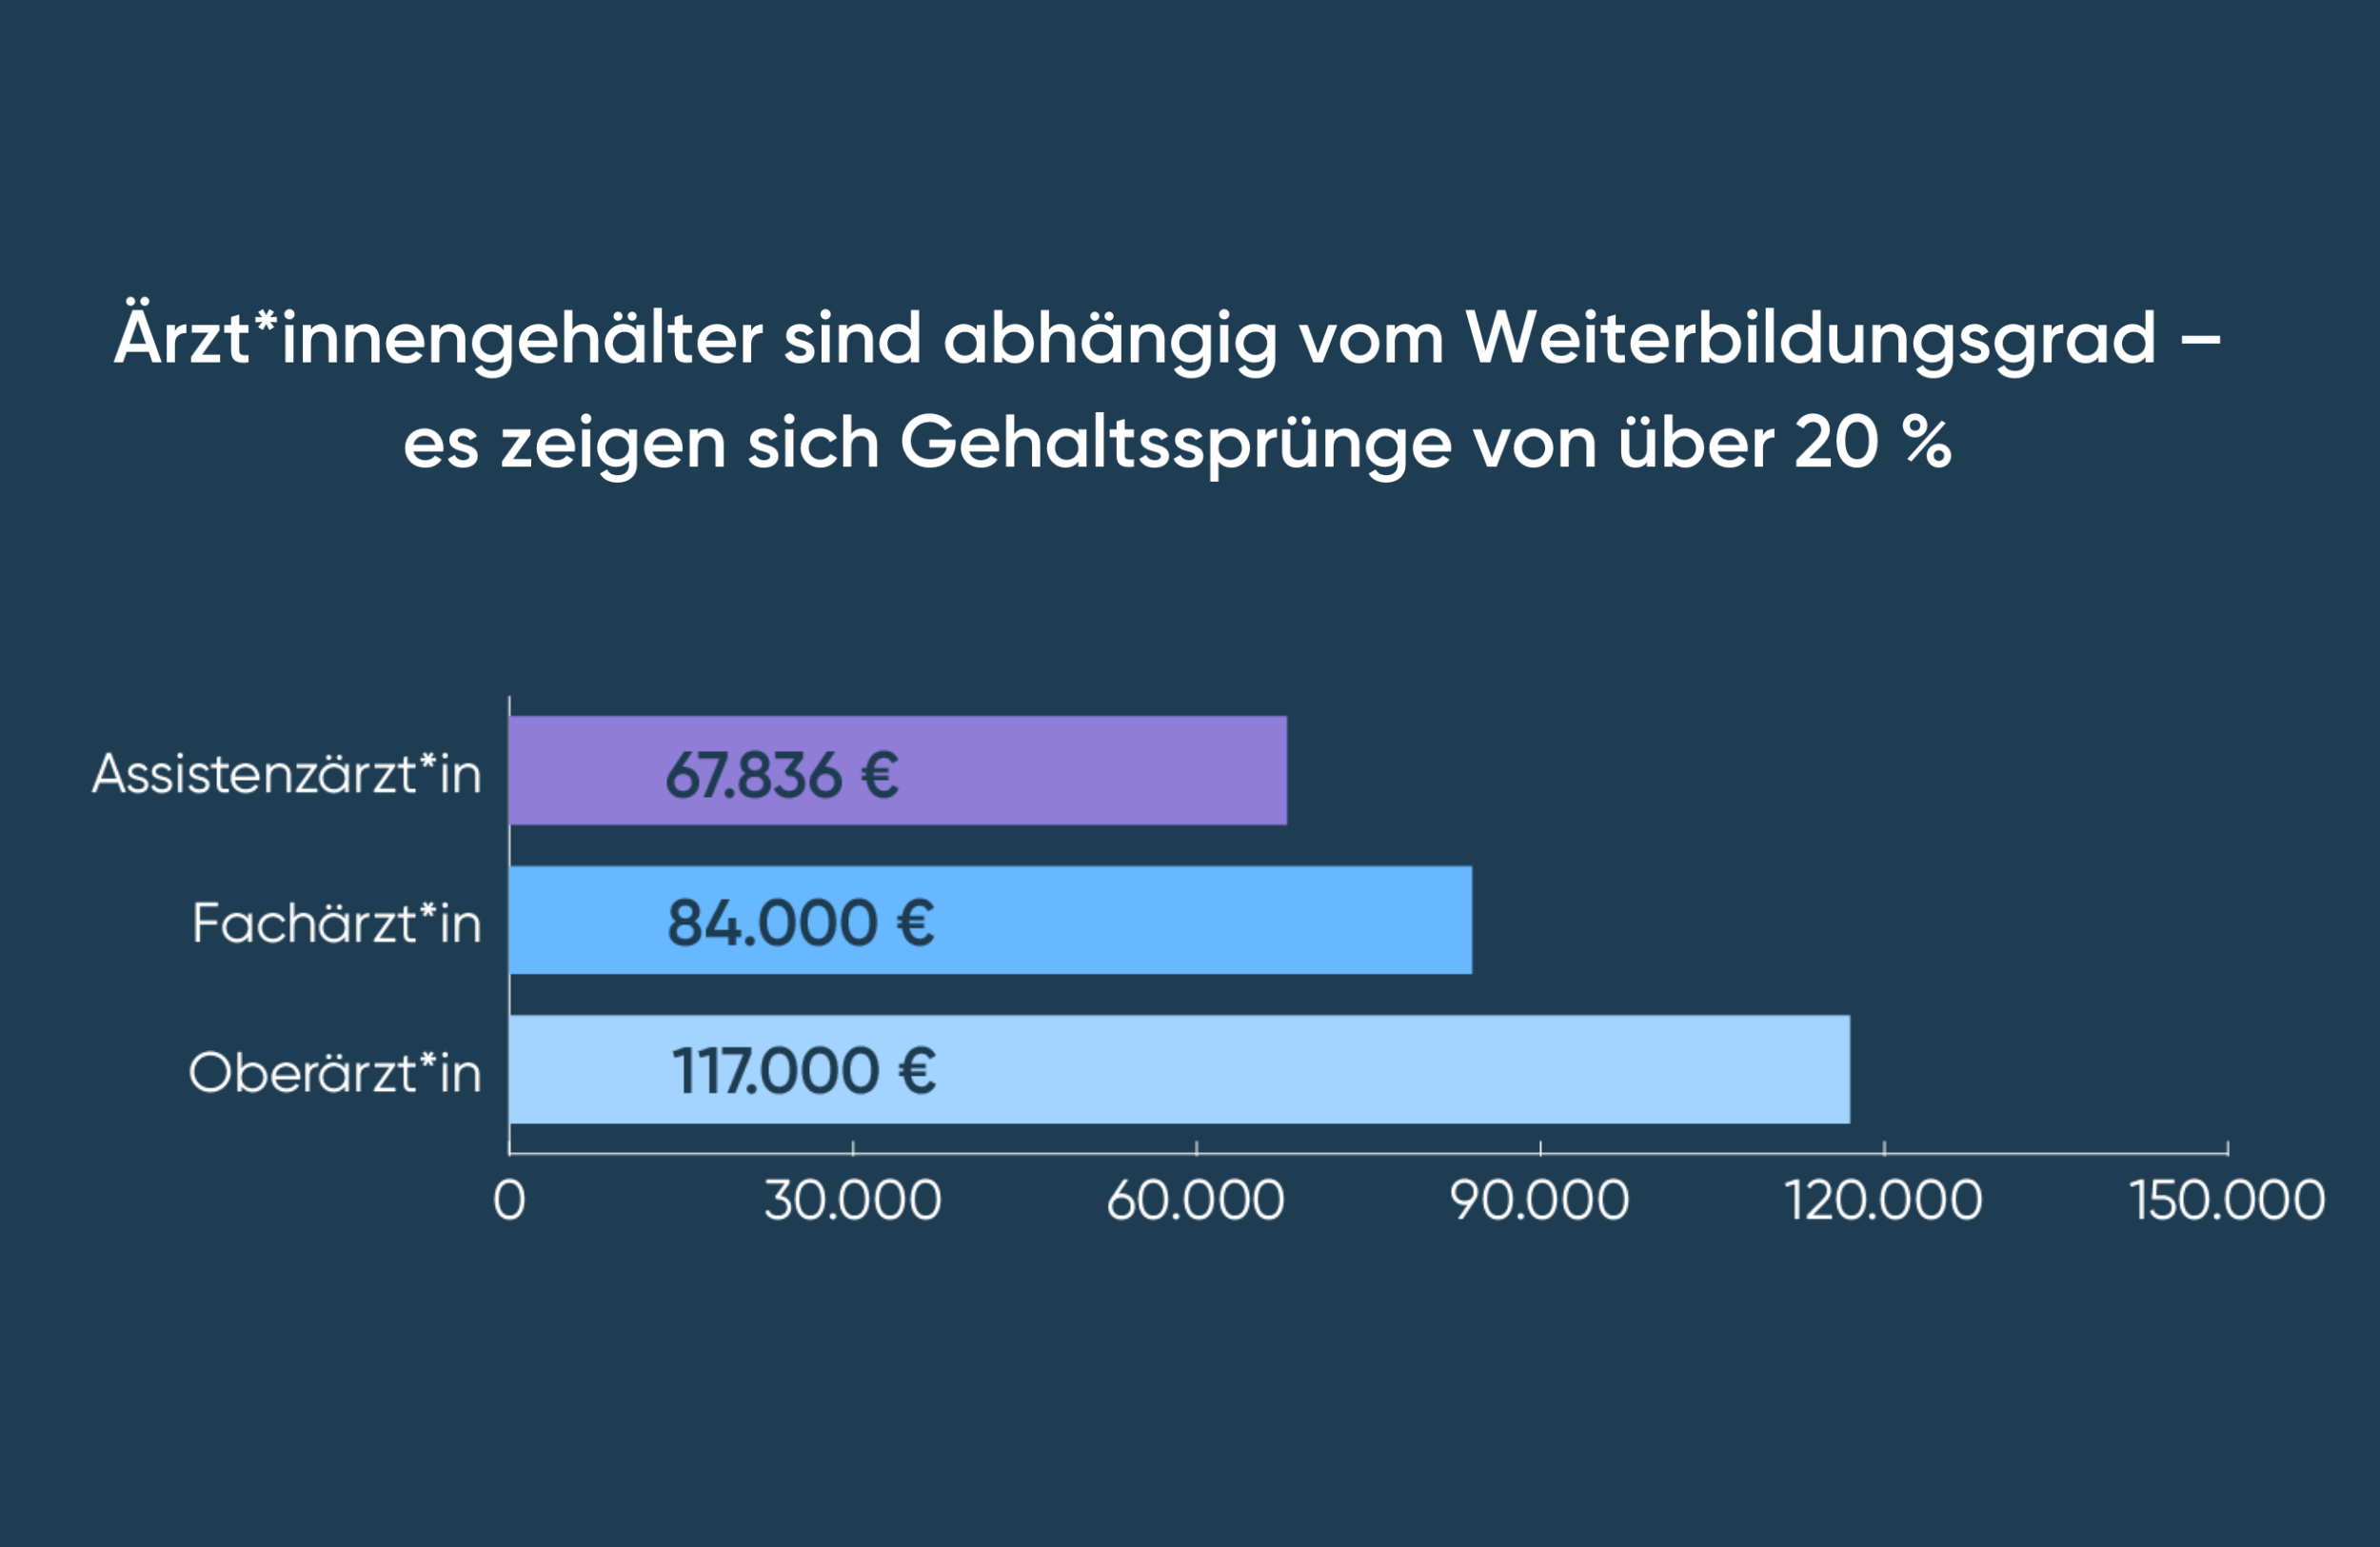 Ärzt*innengehälter sind abhängig vom Weiterbildungsgrad –
es zeigen sich Gehaltssprünge von über 20 %
Assistenzärzt*in 67.836 €
Fachärzt*in 84.000 €
Oberärzt*in 117.000 €
0 30.000 60.000 90.000 120.000 150.000